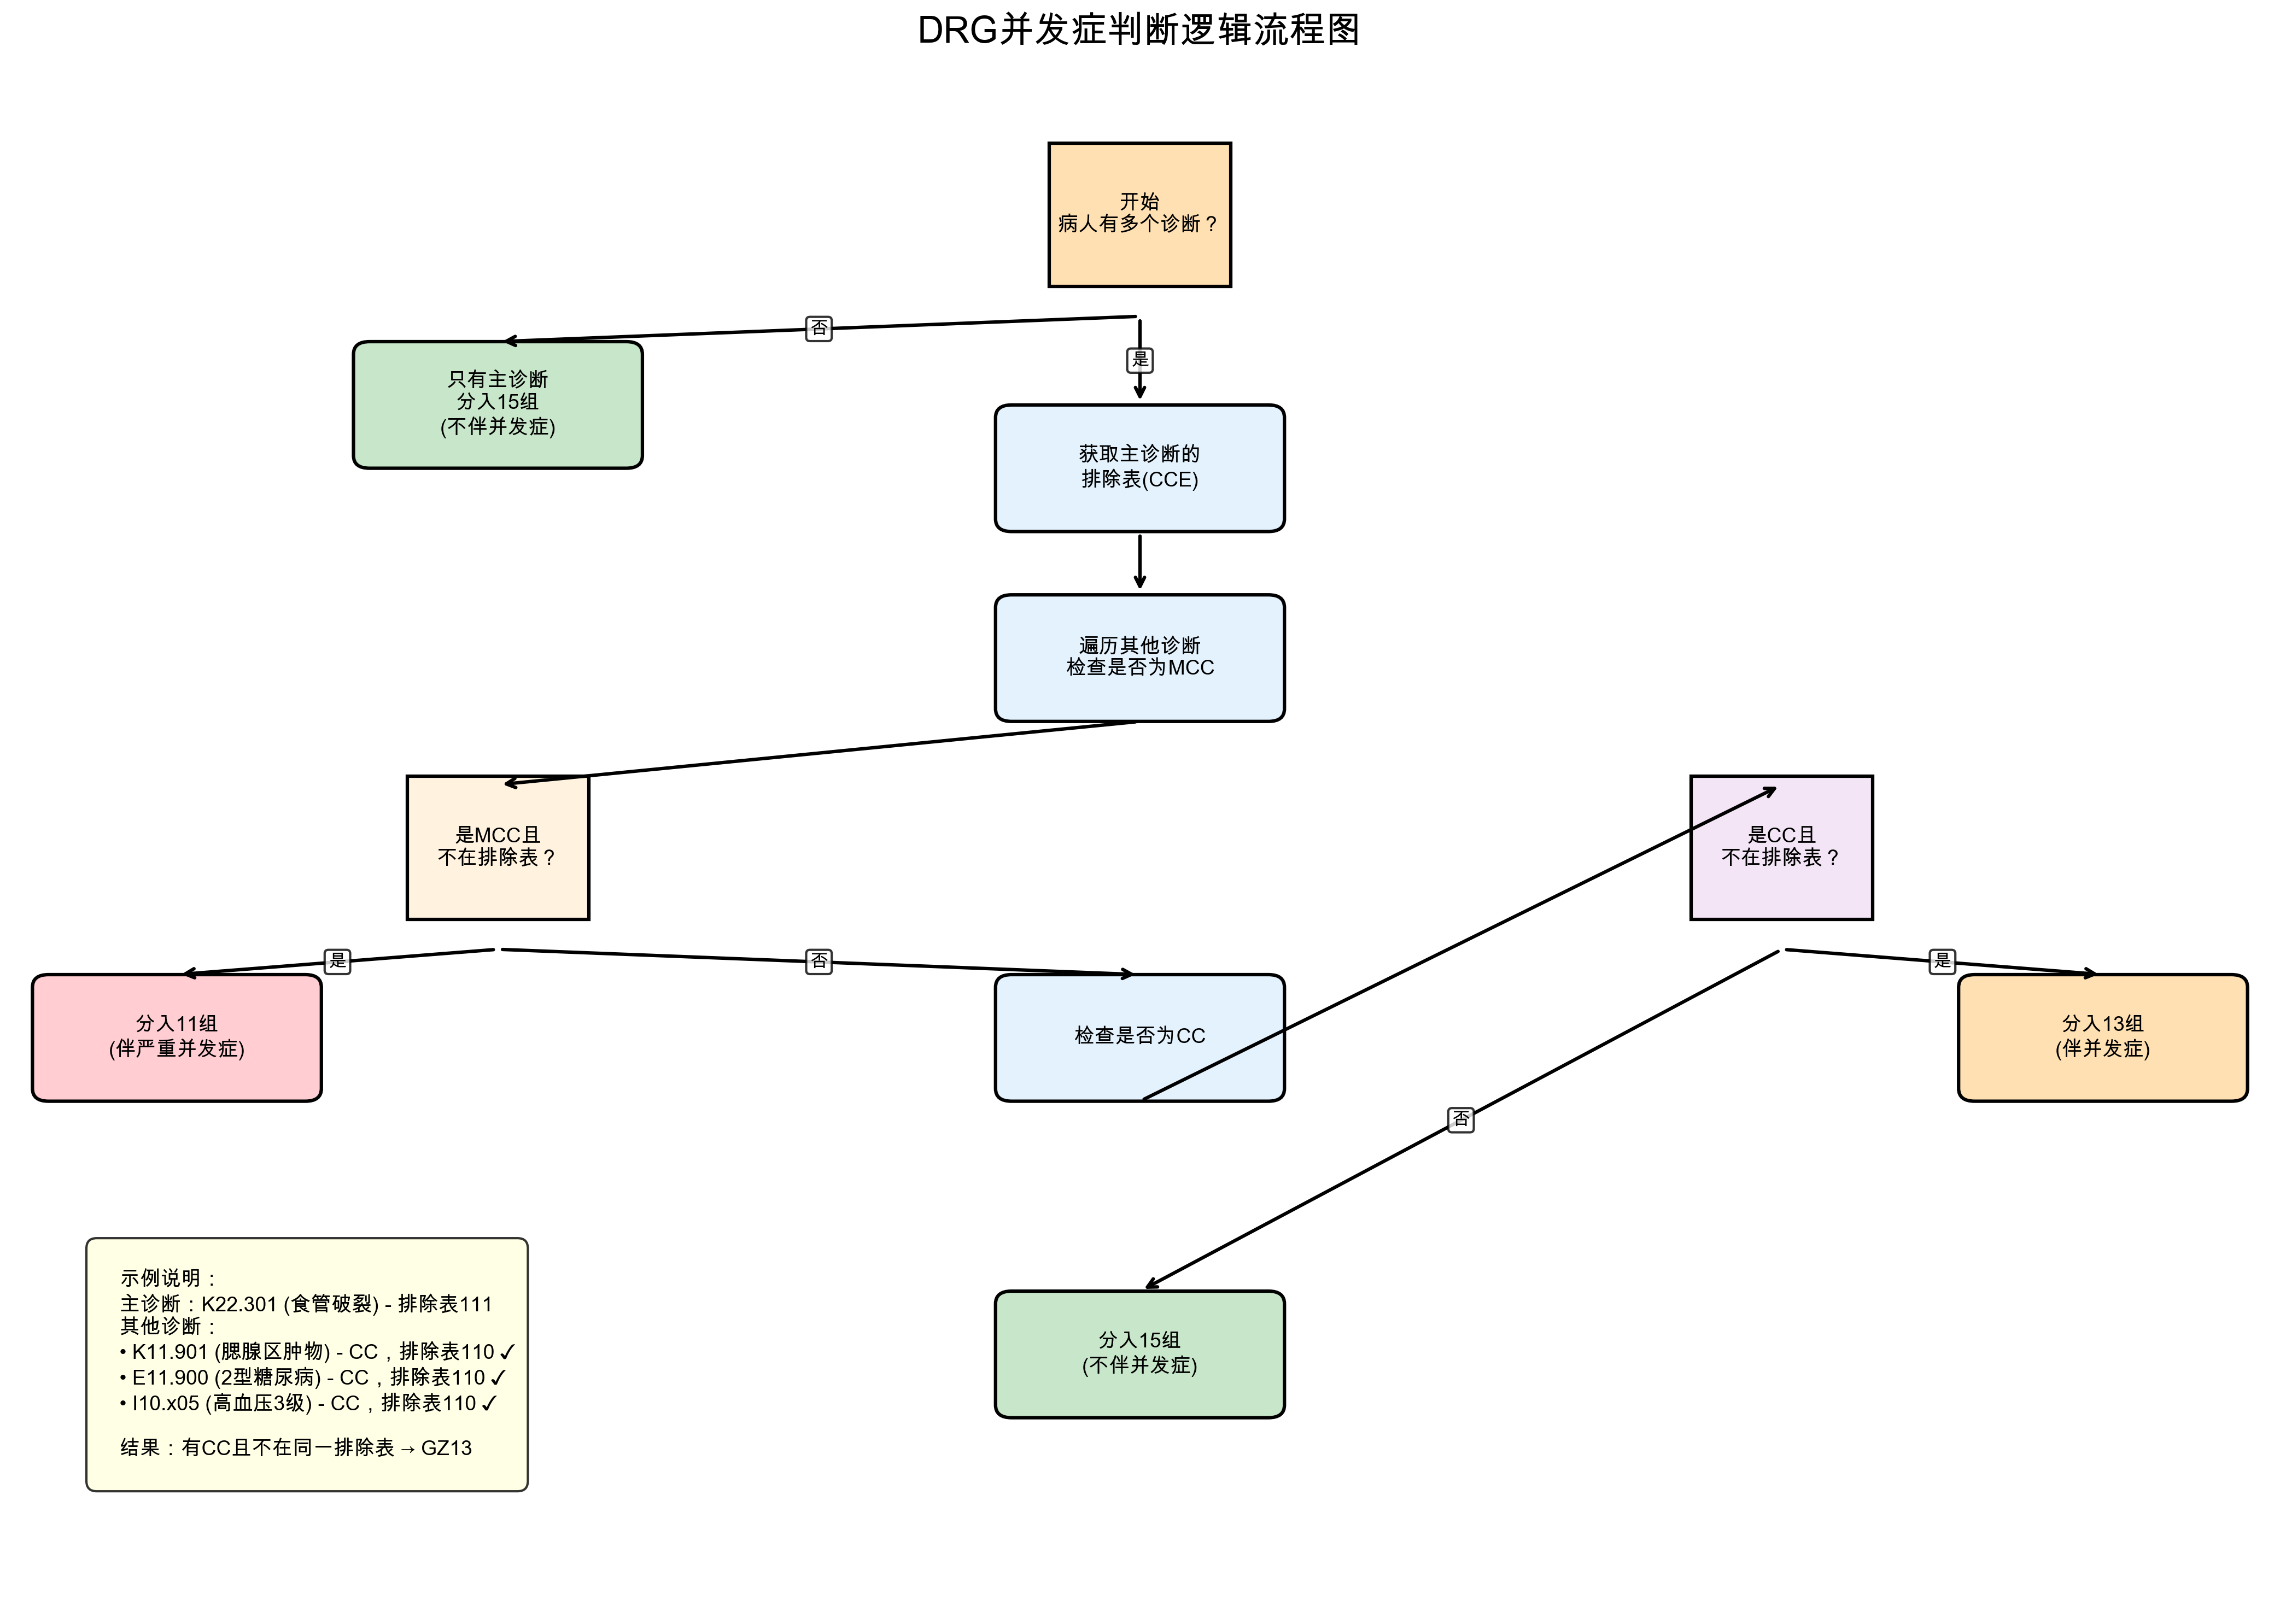 DRG并发症判断逻辑流程图
开始
病人有多个诊断？
否
是
只有主诊断
分入15组
(不伴并发症)
获取主诊断的
排除表(CCE)
遍历其他诊断
检查是否为MCC
是MCC且
不在排除表？
是CC且
不在排除表？
是
否
是
分入11组
(伴严重并发症)
检查是否为CC
分入13组
(伴并发症)
否
示例说明：
主诊断：K22.301 (食管破裂) - 排除表111
其他诊断：
• K11.901 (腮腺区肿物) - CC，排除表110 ✓
• E11.900 (2型糖尿病) - CC，排除表110 ✓
• I10.x05 (高血压3级) - CC，排除表110 ✓
结果：有CC且不在同一排除表 → GZ13
分入15组
(不伴并发症)